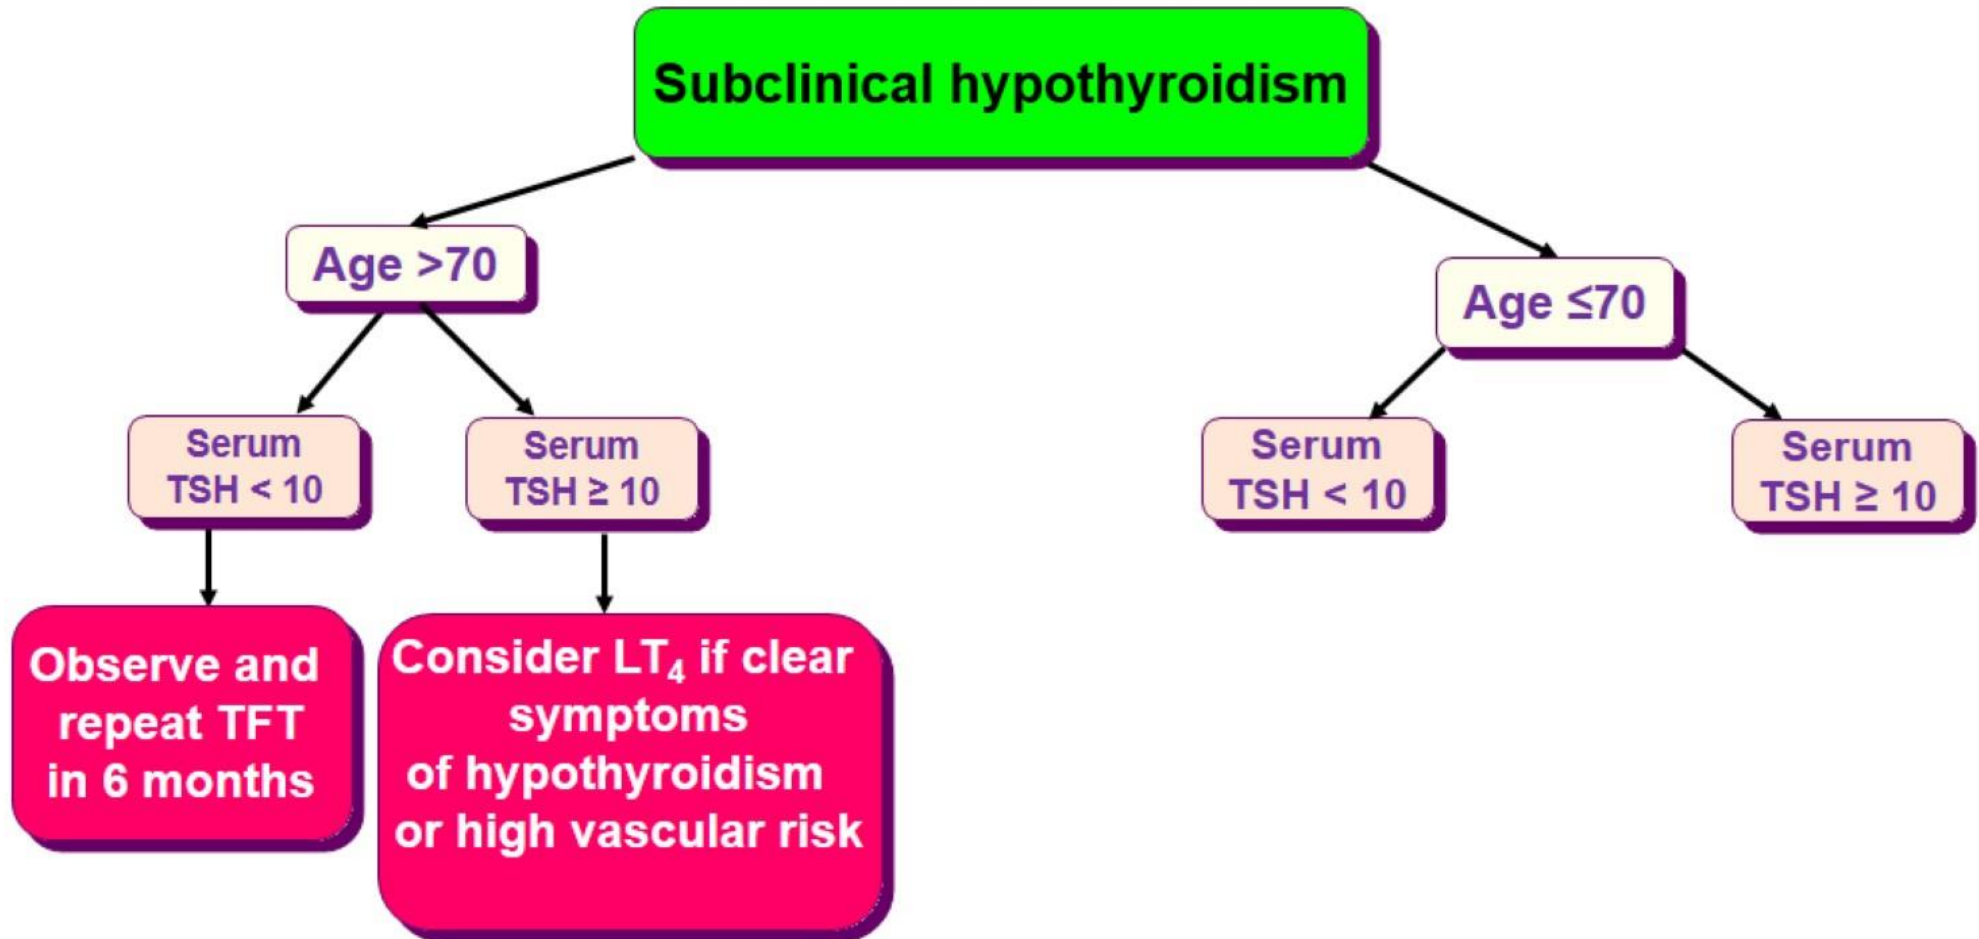 Subclinical hypothyroidism
Age >70
Age ≤70
Serum
TSH < 10
Serum
TSH ≥ 10
Serum
TSH < 10
Serum
TSH ≥ 10
Observe and
repeat TFT
in 6 months
Consider LT₄ if clear
symptoms
of hypothyroidism
or high vascular risk